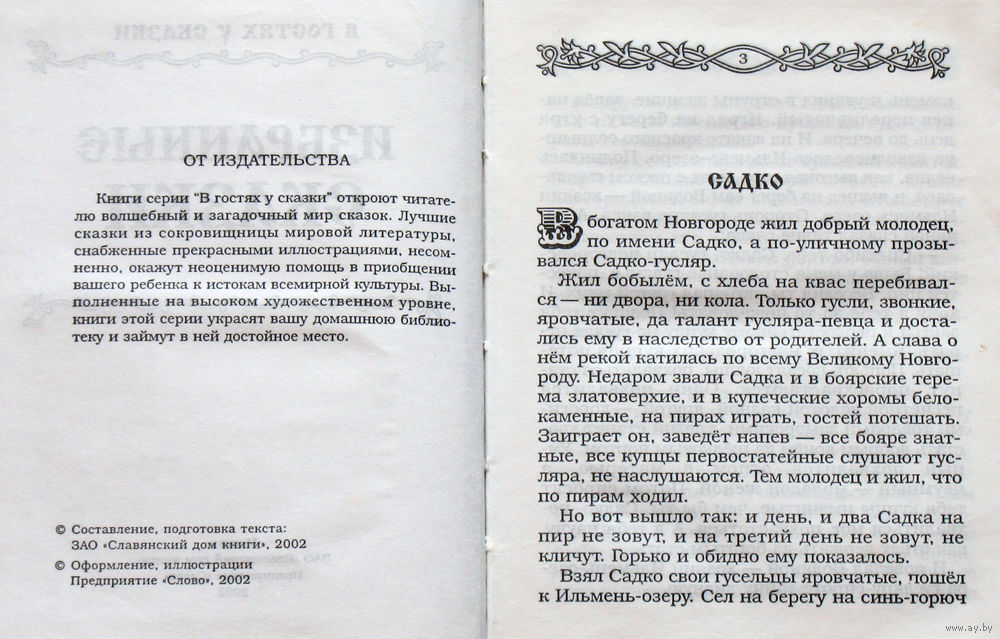 ОТ ИЗДАТЕЛЬСТВА
Книги серии “В гостях у сказки” откроют читате-
лю волшебный и загадочный мир сказок. Лучшие
сказки из сокровищницы мировой литературы,
снабженные прекрасными иллюстрациями, несом-
ненно, окажут неоценимую помощь в приобщении
вашего ребенка к истокам всемирной культуры. Вы-
полненные на высоком художественном уровне,
книги этой серии украсят вашу домашнюю библио-
теку и займут в ней достойное место.
© Составление, подготовка текста:
ЗАО «Славянский дом книги», 2002
© Оформление, иллюстрации
Предприятие «Слово», 2002
3
САДКО
В богатом Новгороде жил добрый молодец,
по имени Садко, а по-уличному прозы-
вался Садко-гусляр.
Жил бобылём, с хлеба на квас перебивал-
ся — ни двора, ни кола. Только гусли, звонкие,
яровчатые, да талант гусляра-певца и доста-
лись ему в наследство от родителей. А слава о
нём рекой катилась по всему Великому Новго-
роду. Недаром звали Садка и в боярские тере-
ма златоверхие, и в купеческие хоромы бело-
каменные, на пирах играть, гостей потешать.
Заиграет он, заведёт напев — все бояре знат-
ные, все купцы первостатейные слушают гус-
ляра, не наслушаются. Тем молодец и жил, что
по пирам ходил.
Но вот вышло так: и день, и два Садка на
пир не зовут, и на третий день не зовут, не
кличут. Горько и обидно ему показалось.
Взял Садко свои гусельцы яровчатые, пошёл
к Ильмень-озеру. Сел на берегу на синь-горюч
www.ay.by